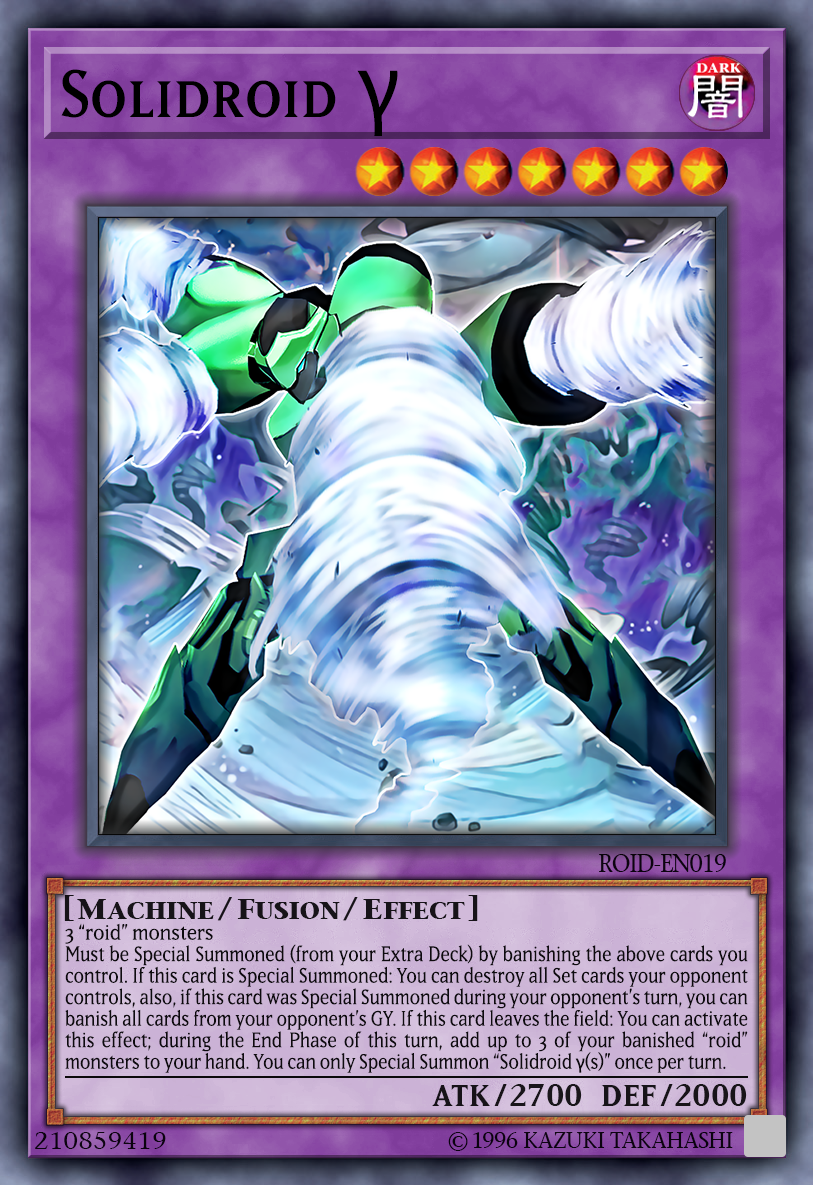 Solidroid γ
DARK
闇
ROID-EN019
[Machine/Fusion/Effect]
3 “roid” monsters
Must be Special Summoned (from your Extra Deck) by banishing the above cards you
control. If this card is Special Summoned: You can destroy all Set cards your opponent
controls, also, if this card was Special Summoned during your opponent’s turn, you can
banish all cards from your opponent’s GY. If this card leaves the field: You can activate
this effect; during the End Phase of this turn, add up to 3 of your banished “roid”
monsters to your hand. You can only Special Summon “Solidroid γ(s)” once per turn.
ATK/2700 DEF/2000
210859419
©1996 KAZUKI TAKAHASHI